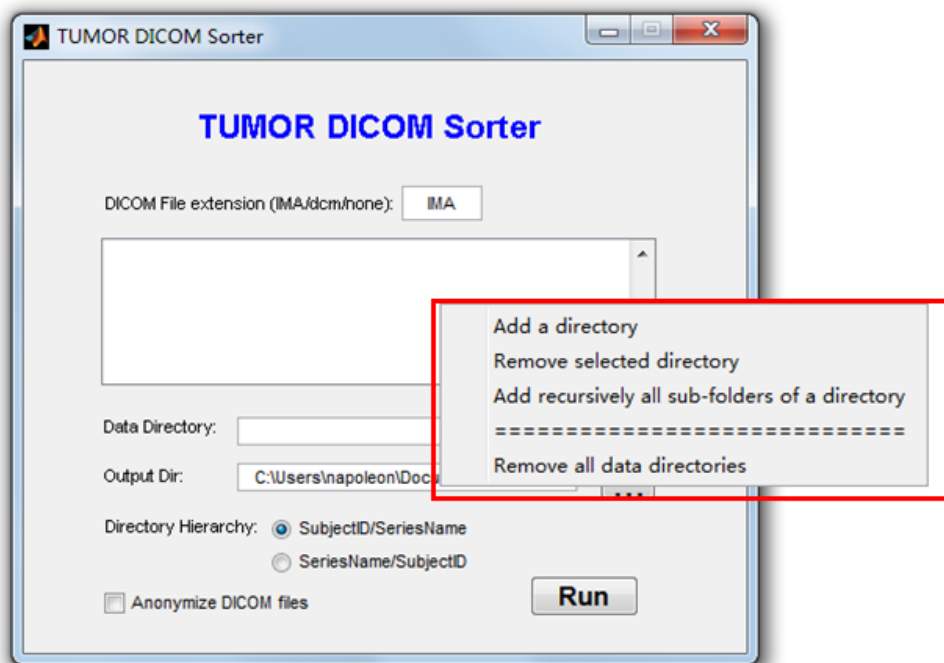 TUMOR DICOM Sorter
TUMOR DICOM Sorter
DICOM File extension (IMA/dcm/none): IMA
Add a directory
Remove selected directory
Add recursively all sub-folders of a directory
=============================
Remove all data directories
Data Directory:
Output Dir: C:\Users\napoleon\Docu
Directory Hierarchy: SubjectID/SeriesName
SeriesName/SubjectID
Anonymize DICOM files
Run